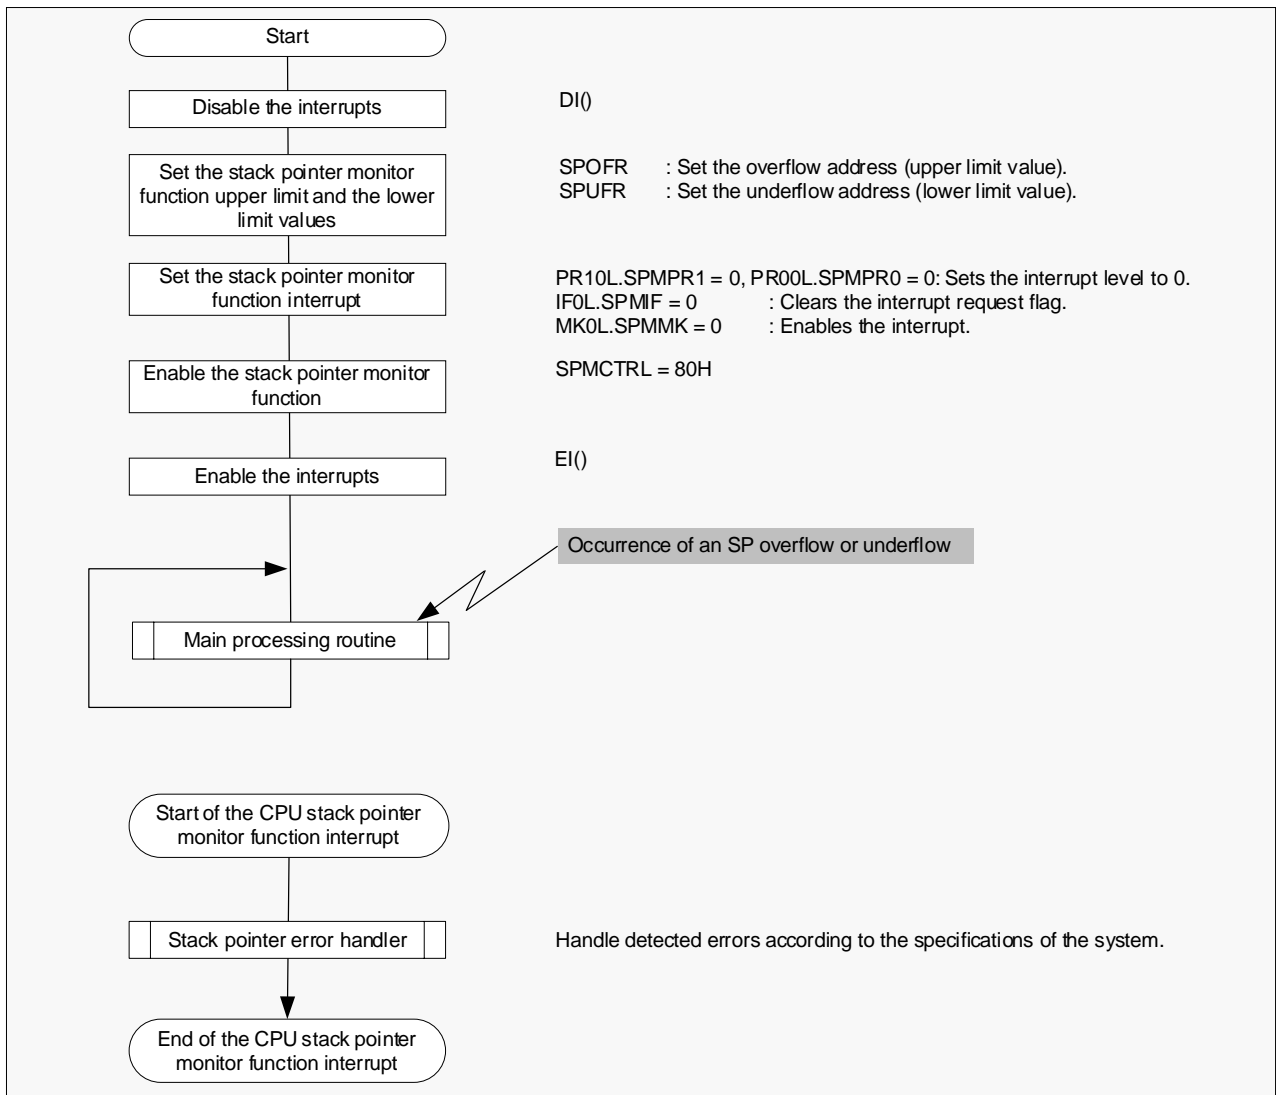 Start
Disable the interrupts
DI()
Set the stack pointer monitor
function upper limit and the lower
limit values
SPOFR : Set the overflow address (upper limit value).
SPUFR : Set the underflow address (lower limit value).
Set the stack pointer monitor
function interrupt
PR10L.SPMPR1 = 0, PR00L.SPMPR0 = 0: Sets the interrupt level to 0.
IF0L.SPMIF = 0 : Clears the interrupt request flag.
MK0L.SPMMK = 0 : Enables the interrupt.
Enable the stack pointer monitor
function
SPMCTRL = 80H
Enable the interrupts
EI()
Occurrence of an SP overflow or underflow
Main processing routine
Start of the CPU stack pointer
monitor function interrupt
Stack pointer error handler
Handle detected errors according to the specifications of the system.
End of the CPU stack pointer
monitor function interrupt